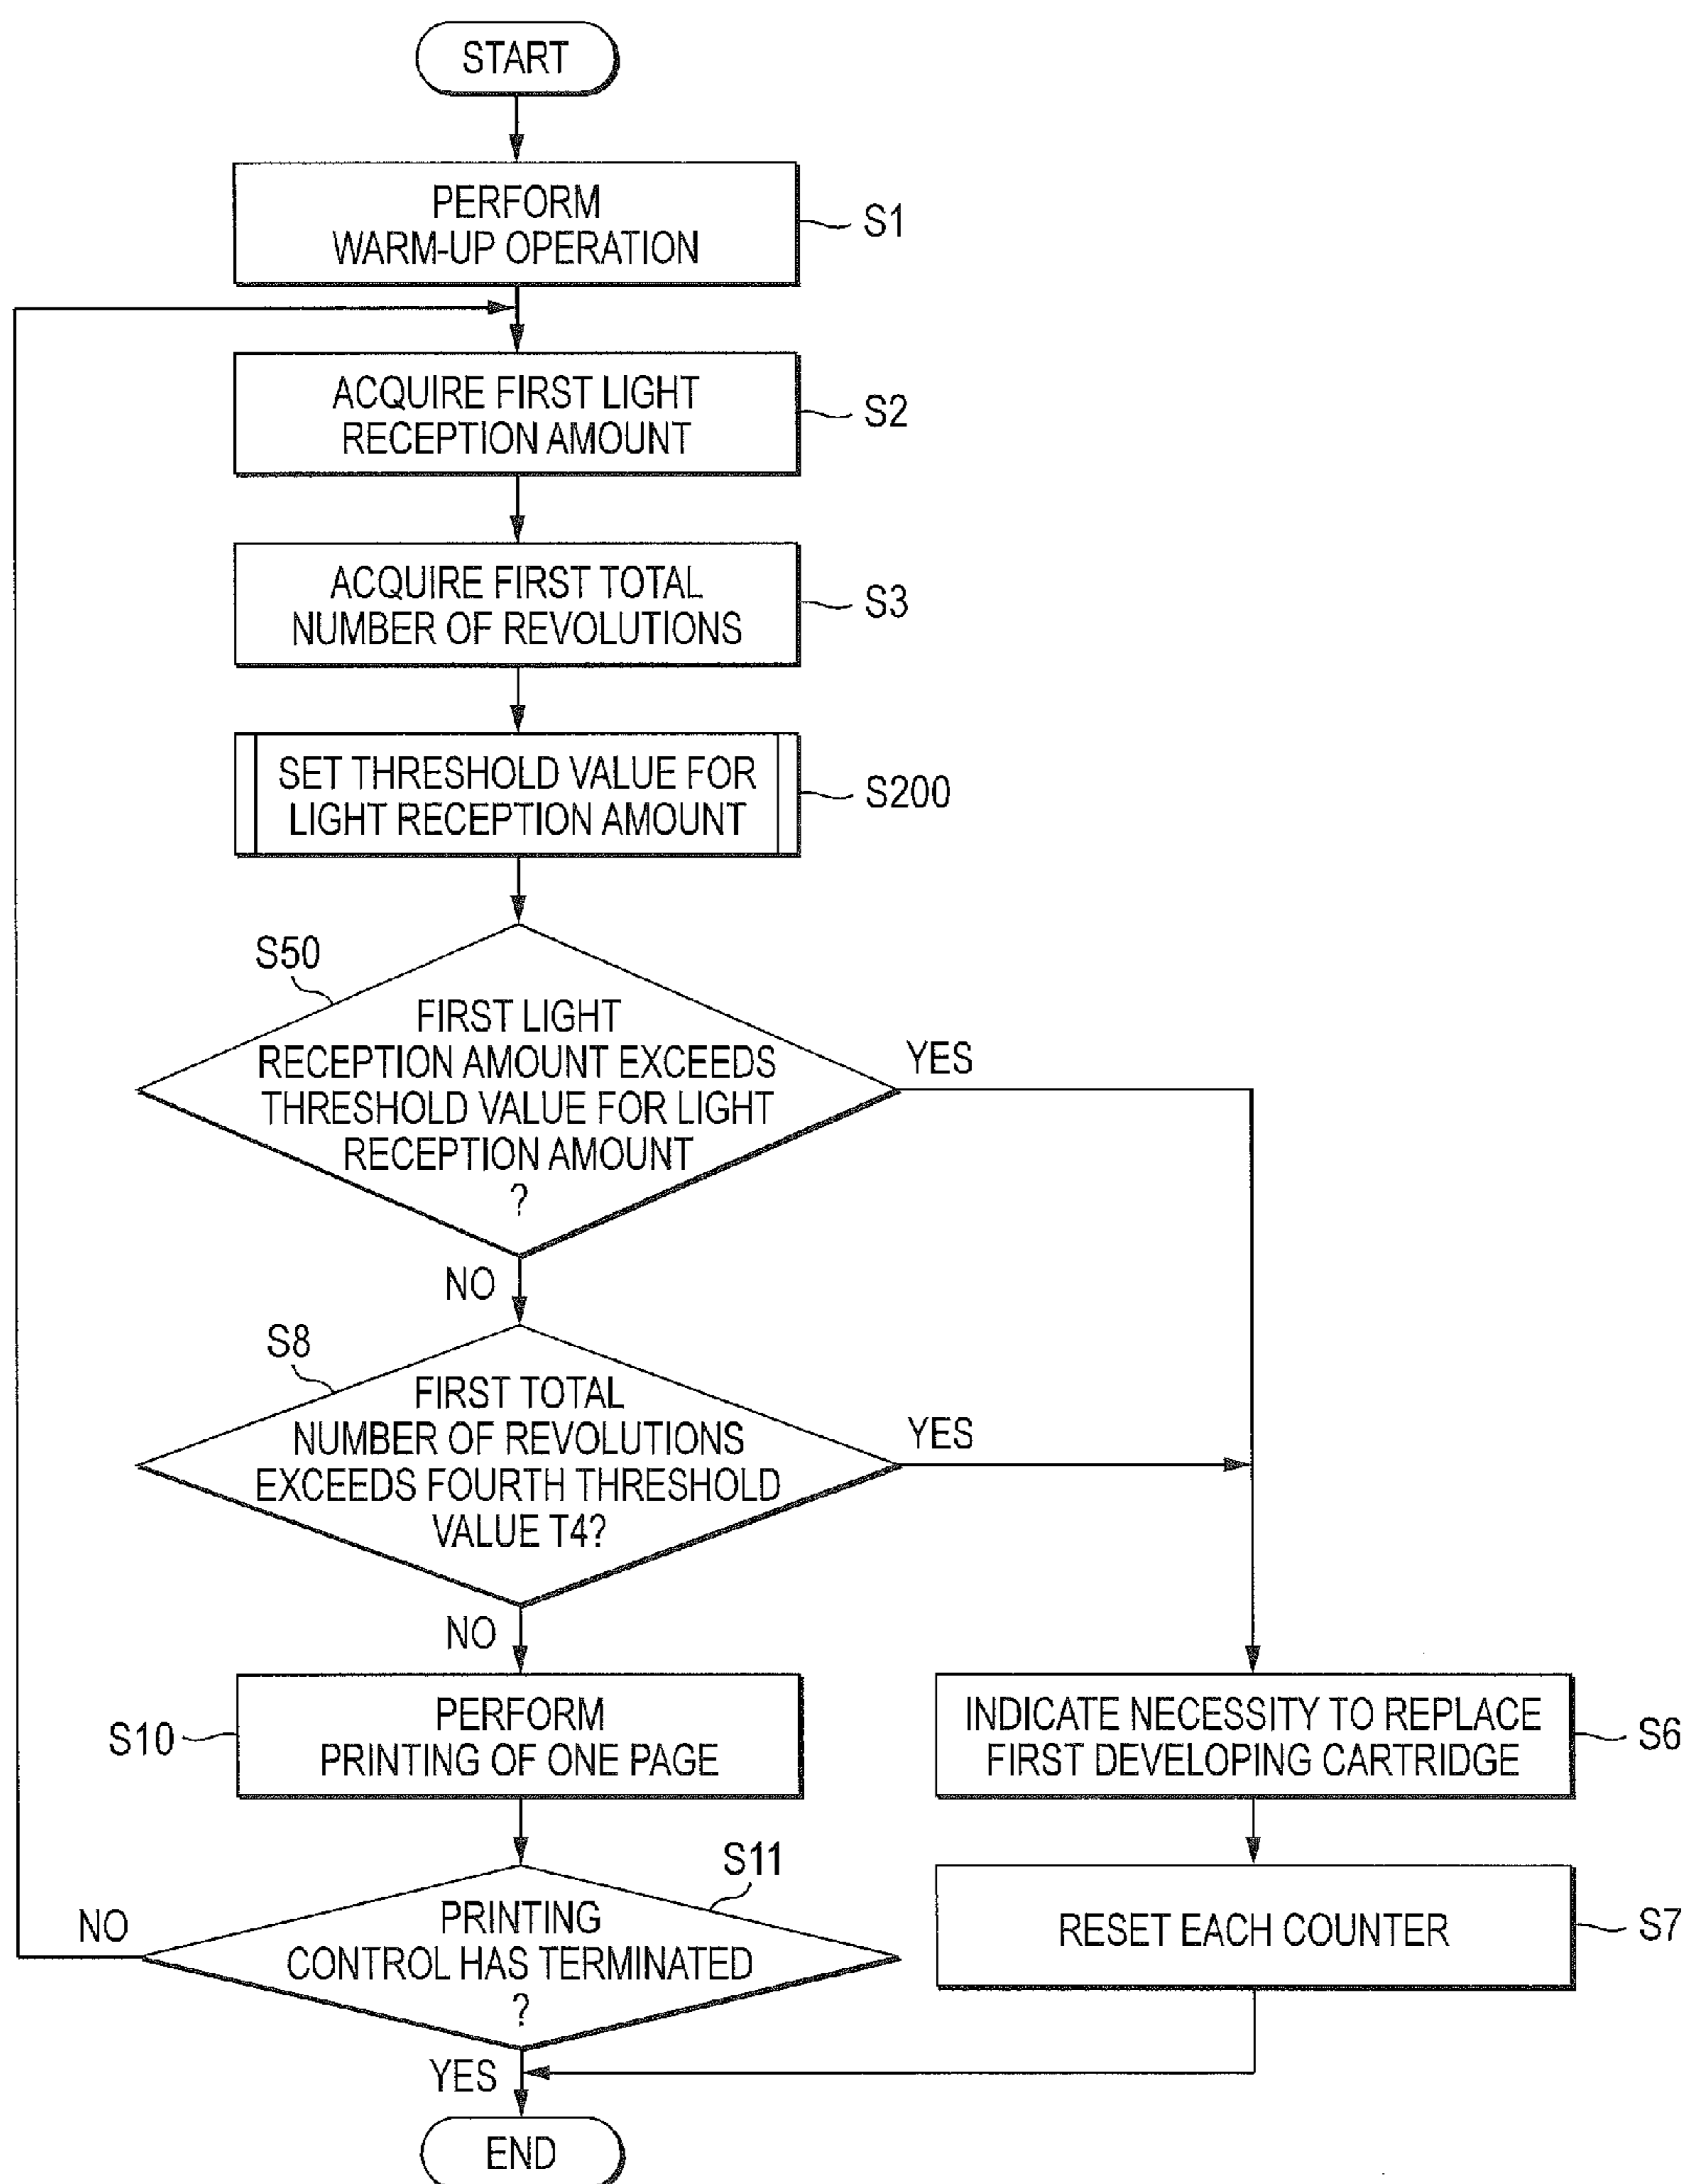 START
PERFORM
WARM-UP OPERATION
S1
ACQUIRE FIRST LIGHT
RECEPTION AMOUNT
S2
ACQUIRE FIRST TOTAL
NUMBER OF REVOLUTIONS
S3
SET THRESHOLD VALUE FOR
LIGHT RECEPTION AMOUNT
S200
S50
FIRST LIGHT
RECEPTION AMOUNT EXCEEDS
THRESHOLD VALUE FOR LIGHT
RECEPTION AMOUNT
?
YES
NO
S8
FIRST TOTAL
NUMBER OF REVOLUTIONS
EXCEEDS FOURTH THRESHOLD
VALUE T4?
YES
NO
S10
PERFORM
PRINTING OF ONE PAGE
INDICATE NECESSITY TO REPLACE
FIRST DEVELOPING CARTRIDGE
S6
S11
PRINTING
CONTROL HAS TERMINATED
?
NO
RESET EACH COUNTER
S7
YES
END